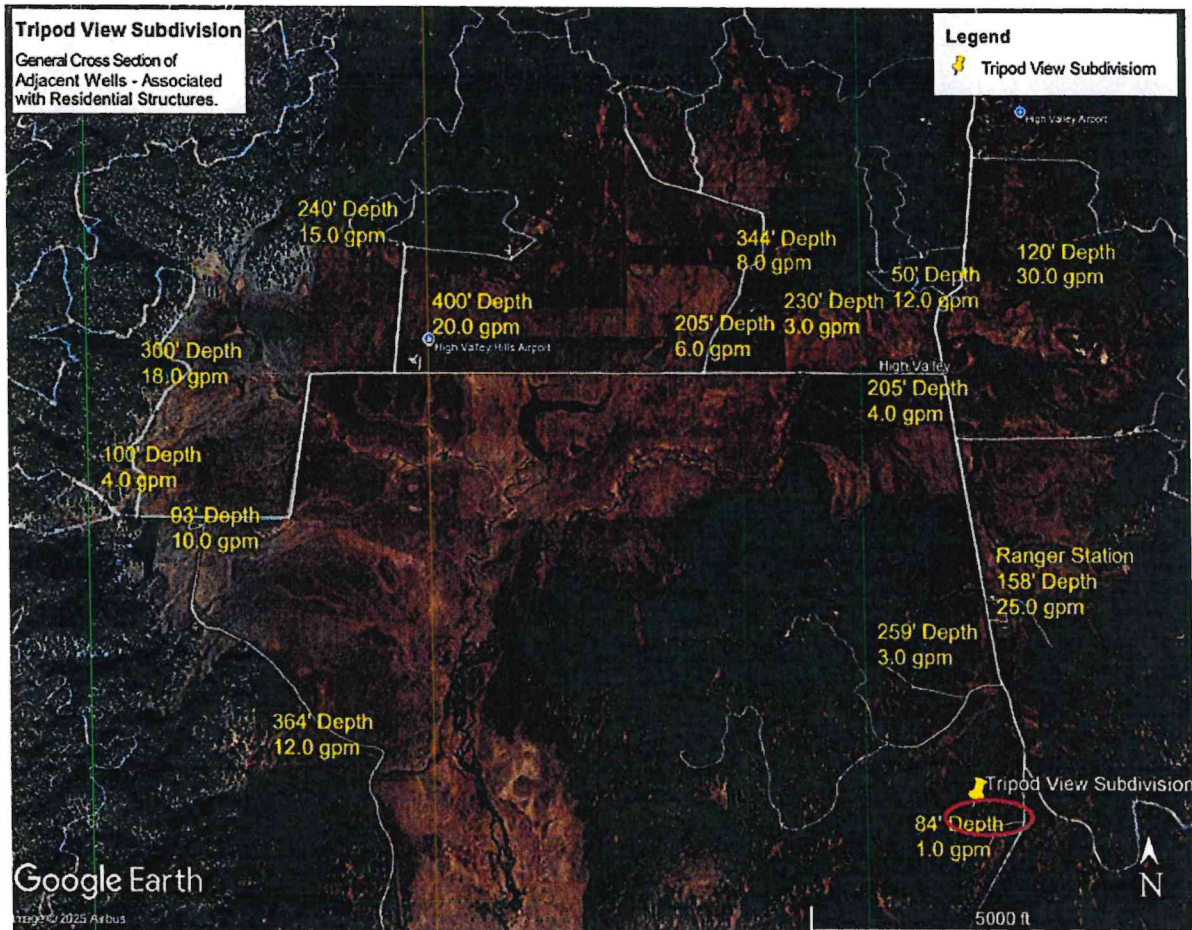 Tripod View Subdivision
General Cross Section of
Adjacent Wells - Associated
with Residential Structures.
Legend
Tripod View Subdivisiom
High Valley Airport
240' Depth
15.0 gpm
344' Depth
8.0 gpm
120' Depth
30.0 gpm
50' Depth
12.0 gpm
400' Depth
20.0 gpm
High Valley Hills Airport
230' Depth
3.0 gpm
205' Depth
6.0 gpm
300' Depth
18.0 gpm
High Valley
205' Depth
4.0 gpm
100' Depth
4.0 gpm
93' Depth
10.0 gpm
Ranger Station
158' Depth
25.0 gpm
259' Depth
3.0 gpm
364' Depth
12.0 gpm
Tripod View Subdivision
84' Depth
1.0 gpm
Google Earth
Image © 2025 Airbus
N
5000 ft